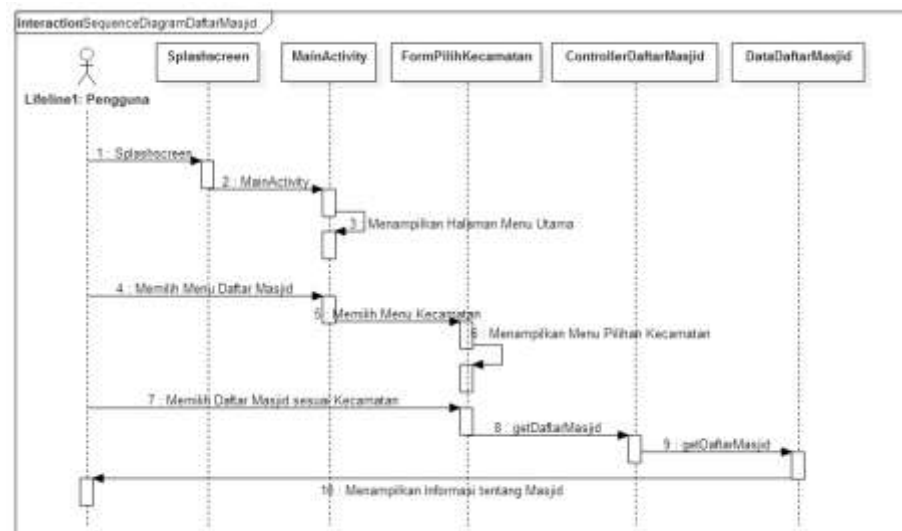 InteractionSequenceDiagramDaftarMasjid
Splashscreen
MainActivity
FormPilihKecamatan
ControllerDaftarMasjid
DataDaftarMasjid
Lifeline1: Pengguna
1 : Splashscreen
2 : MainActivity
3 : Menampilkan Halaman Menu Utama
4 : Memilih Menu Daftar Masjid
5 : Memilih Menu Kecamatan
6 : Menampilkan Menu Pilihan Kecamatan
7 : Memilih Daftar Masjid sesuai Kecamatan
8 : getDaftarMasjid
9 : getDaftarMasjid
10 : Menampilkan Informasi tentang Masjid